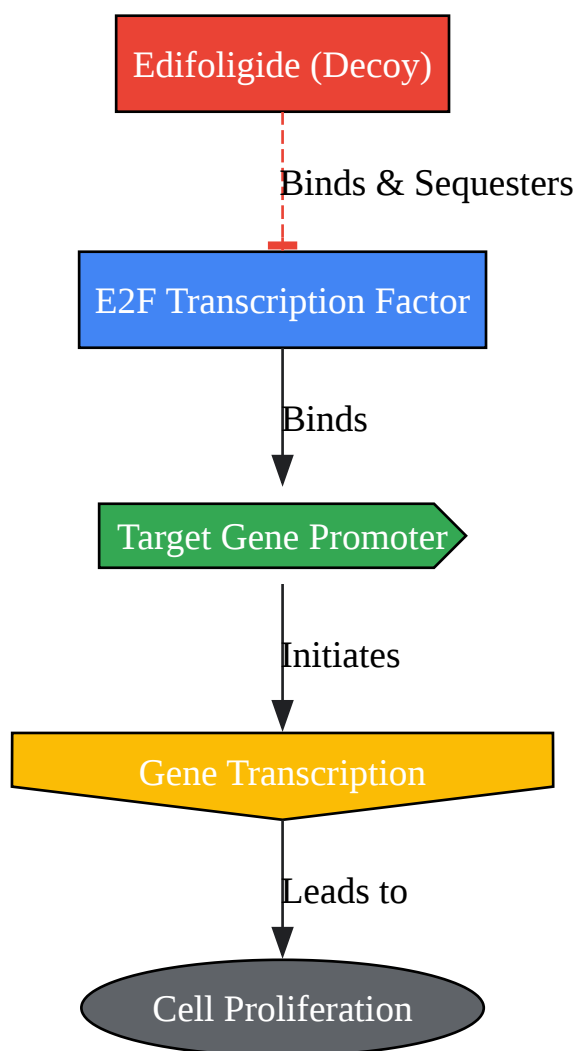 Edifoligide (Decoy)
Binds & Sequesters
E2F Transcription Factor
Binds
Target Gene Promoter
Initiates
Gene Transcription
Leads to
Cell Proliferation